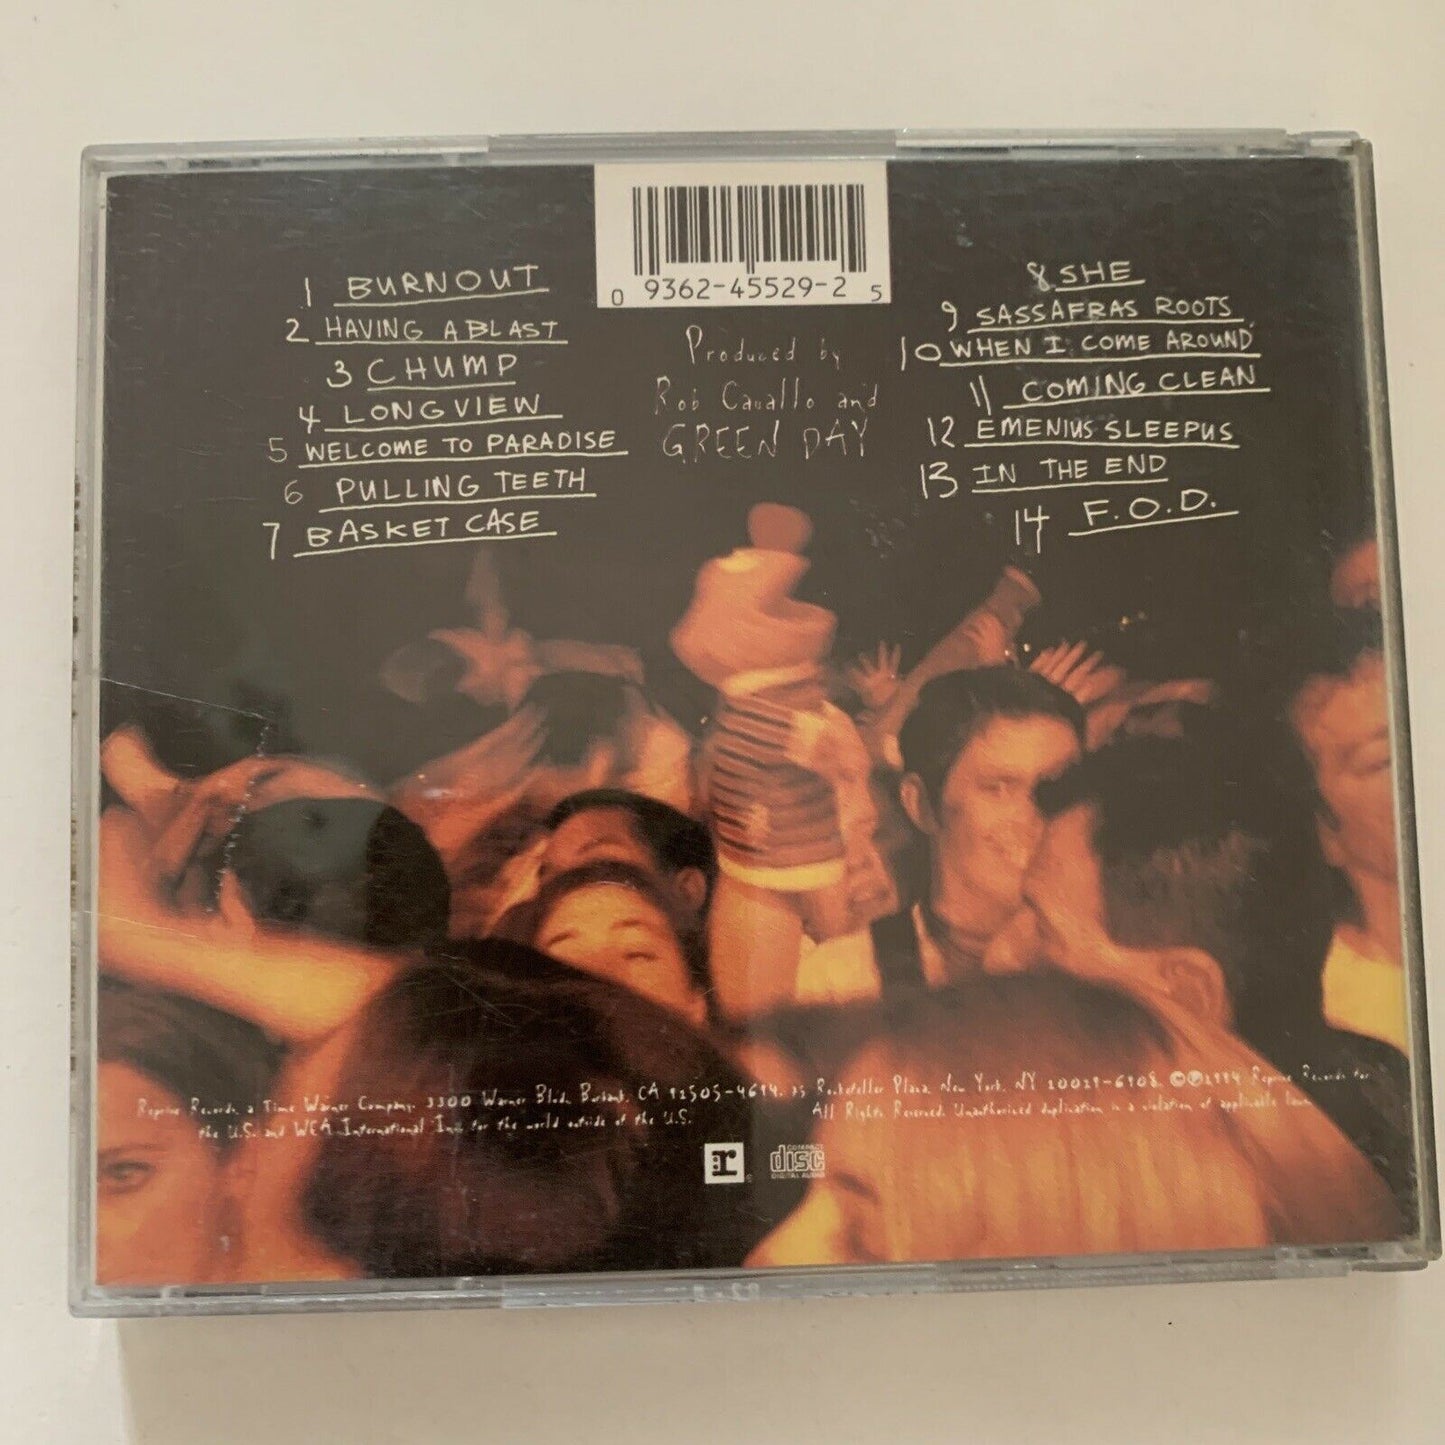 0 9362-45529-2 5
1 BURNOUT
2 HAVING A BLAST
3 CHUMP
4 LONGVIEW
5 WELCOME TO PARADISE
6 PULLING TEETH
7 BASKET CASE
Produced by
Rob Cavallo and
GREEN DAY
8 SHE
9 SASSAFRAS ROOTS
10 WHEN I COME AROUND
11 COMING CLEAN
12 EMENIUS SLEEPUS
13 IN THE END
14 F.O.D.
Reprise Records, a Time Warner Company. 3300 Warner Blvd. Burbank, CA 91505-4694. 75 Rockefeller Plaza, New York, NY 10019-6908. ©℗1994 Reprise Records for
the U.S. and WEA International Inc. for the world outside of the U.S.
All Rights Reserved. Unauthorized duplication is a violation of applicable laws.
:r
COMPACT
disc
DIGITAL AUDIO